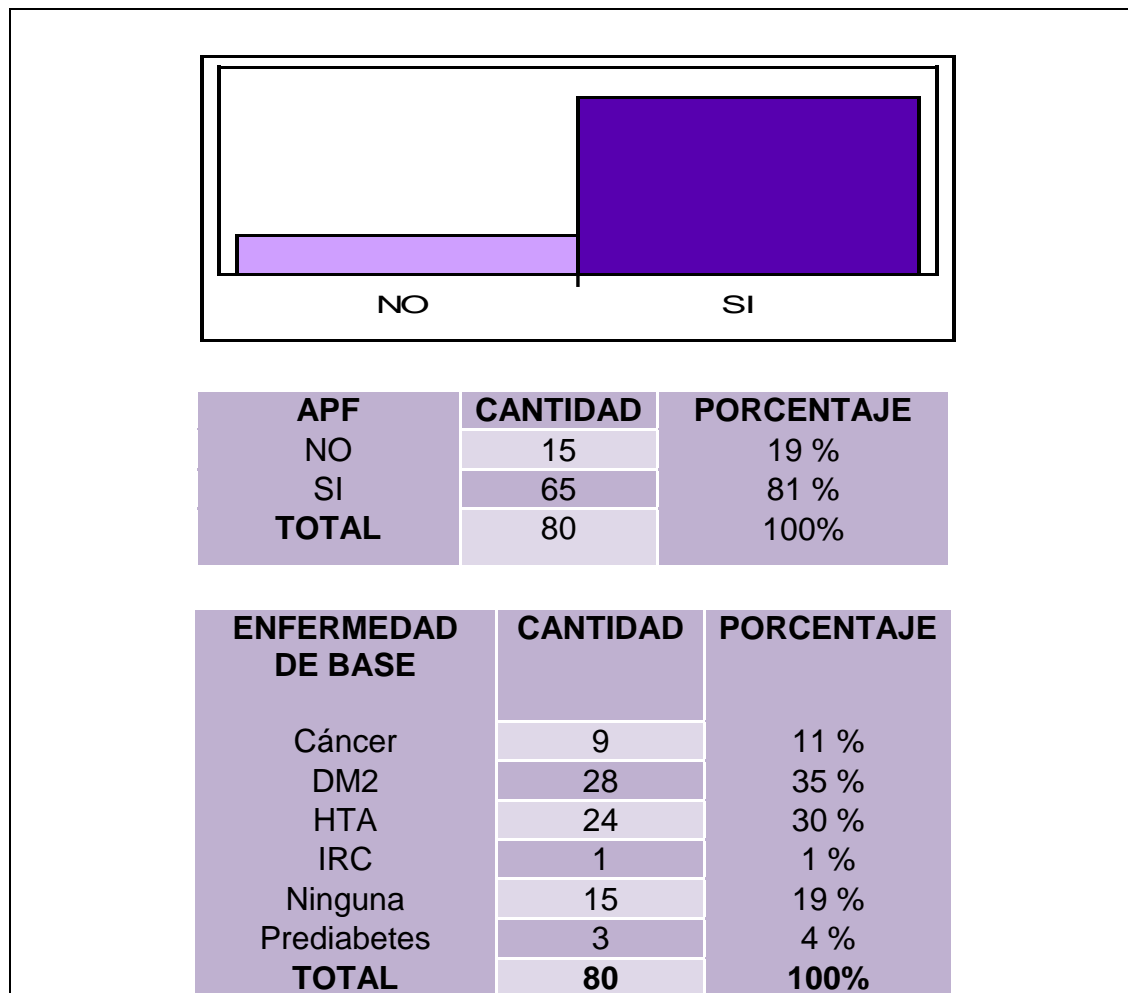 NO SI
APF CANTIDAD PORCENTAJE
NO 15 19 %
SI 65 81 %
TOTAL 80 100%
ENFERMEDAD CANTIDAD PORCENTAJE
DE BASE
Cáncer 9 11 %
DM2 28 35 %
HTA 24 30 %
IRC 1 1 %
Ninguna 15 19 %
Prediabetes 3 4 %
TOTAL 80 100%